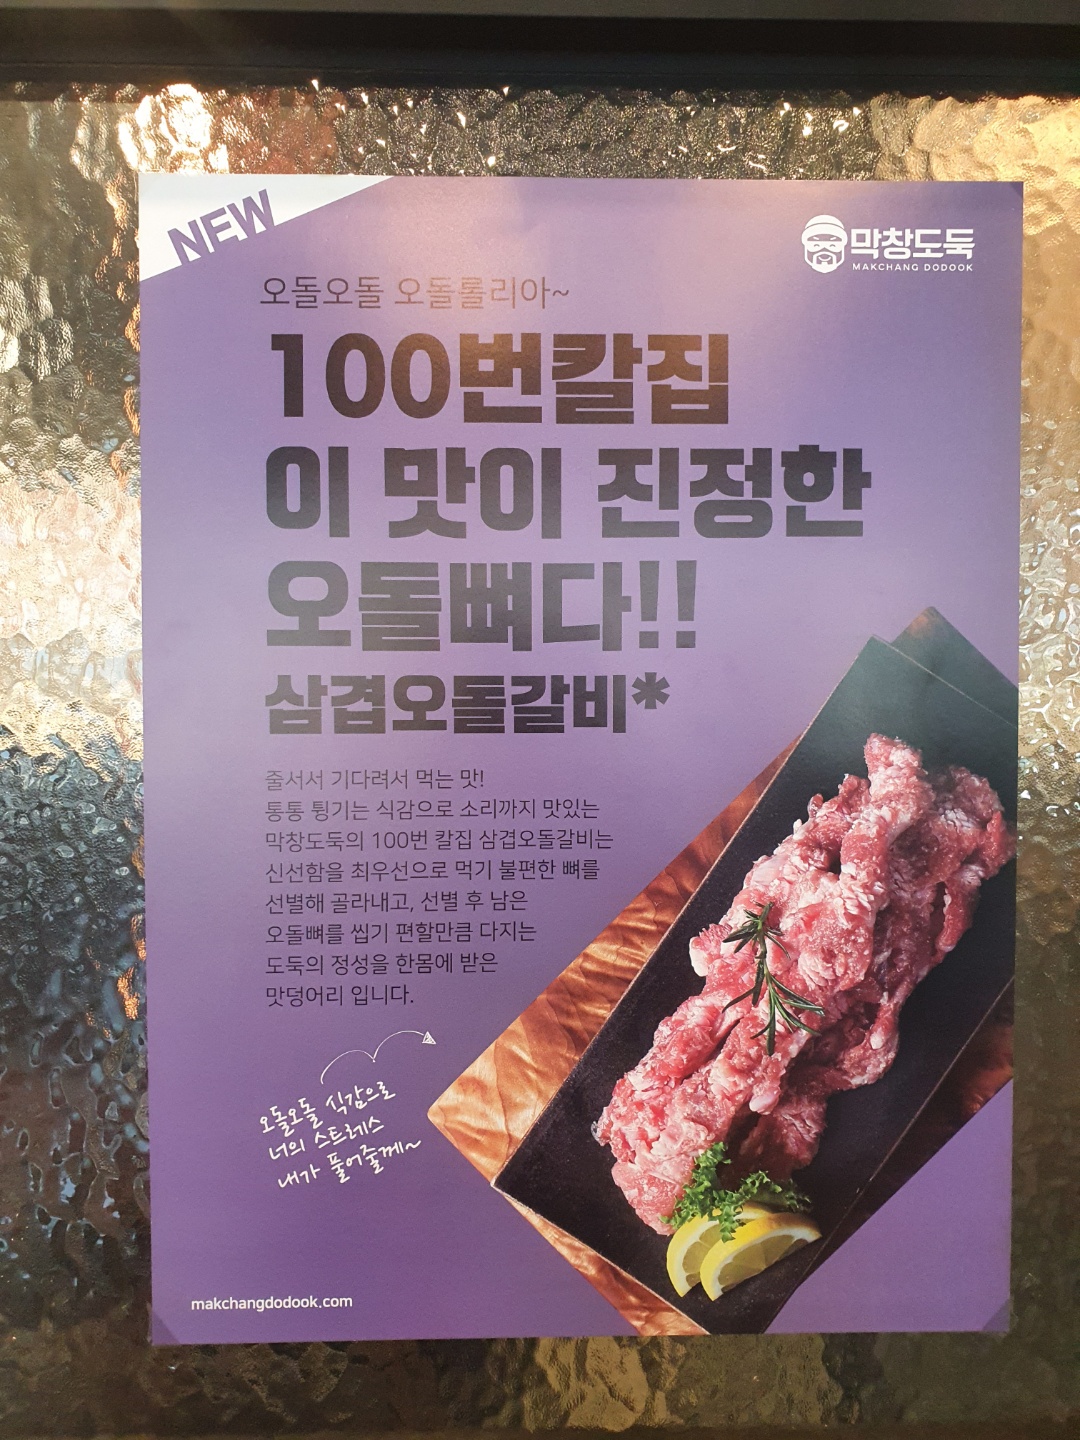 NEW
막창도둑
MAKCHANG DODOOK
오돌오돌 오돌롤리아~
100번칼집
이 맛이 진정한
오돌뼈다!!
삼겹오돌갈비*
줄서서 기다려서 먹는 맛!
통통 튕기는 식감으로 소리까지 맛있는
막창도둑의 100번 칼집 삼겹오돌갈비는
신선함을 최우선으로 먹기 불편한 뼈를
선별해 골라내고, 선별 후 남은
오돌뼈를 씹기 편할만큼 다지는
도둑의 정성을 한몸에 받은
맛덩어리 입니다.
오돌오돌 식감으로
너의 스트레스
내가 풀어줄께~
makchangdodook.com